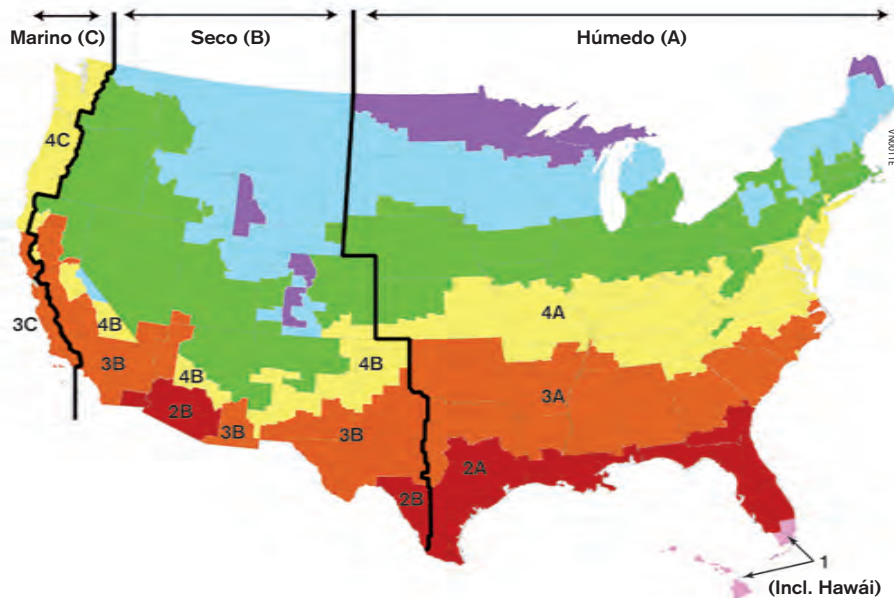 Marino (C)
Seco (B)
Húmedo (A)
4C
3C
4B
3B
4B
2B
3B
4B
3B
2B
4A
3A
2A
1
(Incl. Hawái)